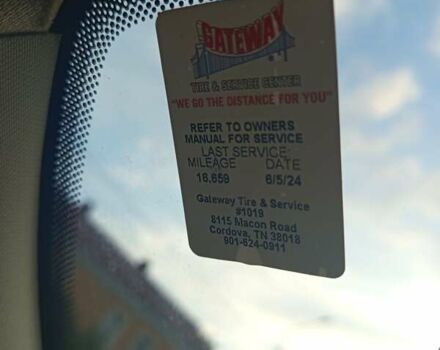 GATEWAY
TIRE & SERVICE CENTER
"WE GO THE DISTANCE FOR YOU"
REFER TO OWNERS
MANUAL FOR SERVICE
LAST SERVICE:
MILEAGE DATE
16,659 6/5/24
Gateway Tire & Service
#1019
8115 Macon Road
Cordova, TN 38018
901-624-0911